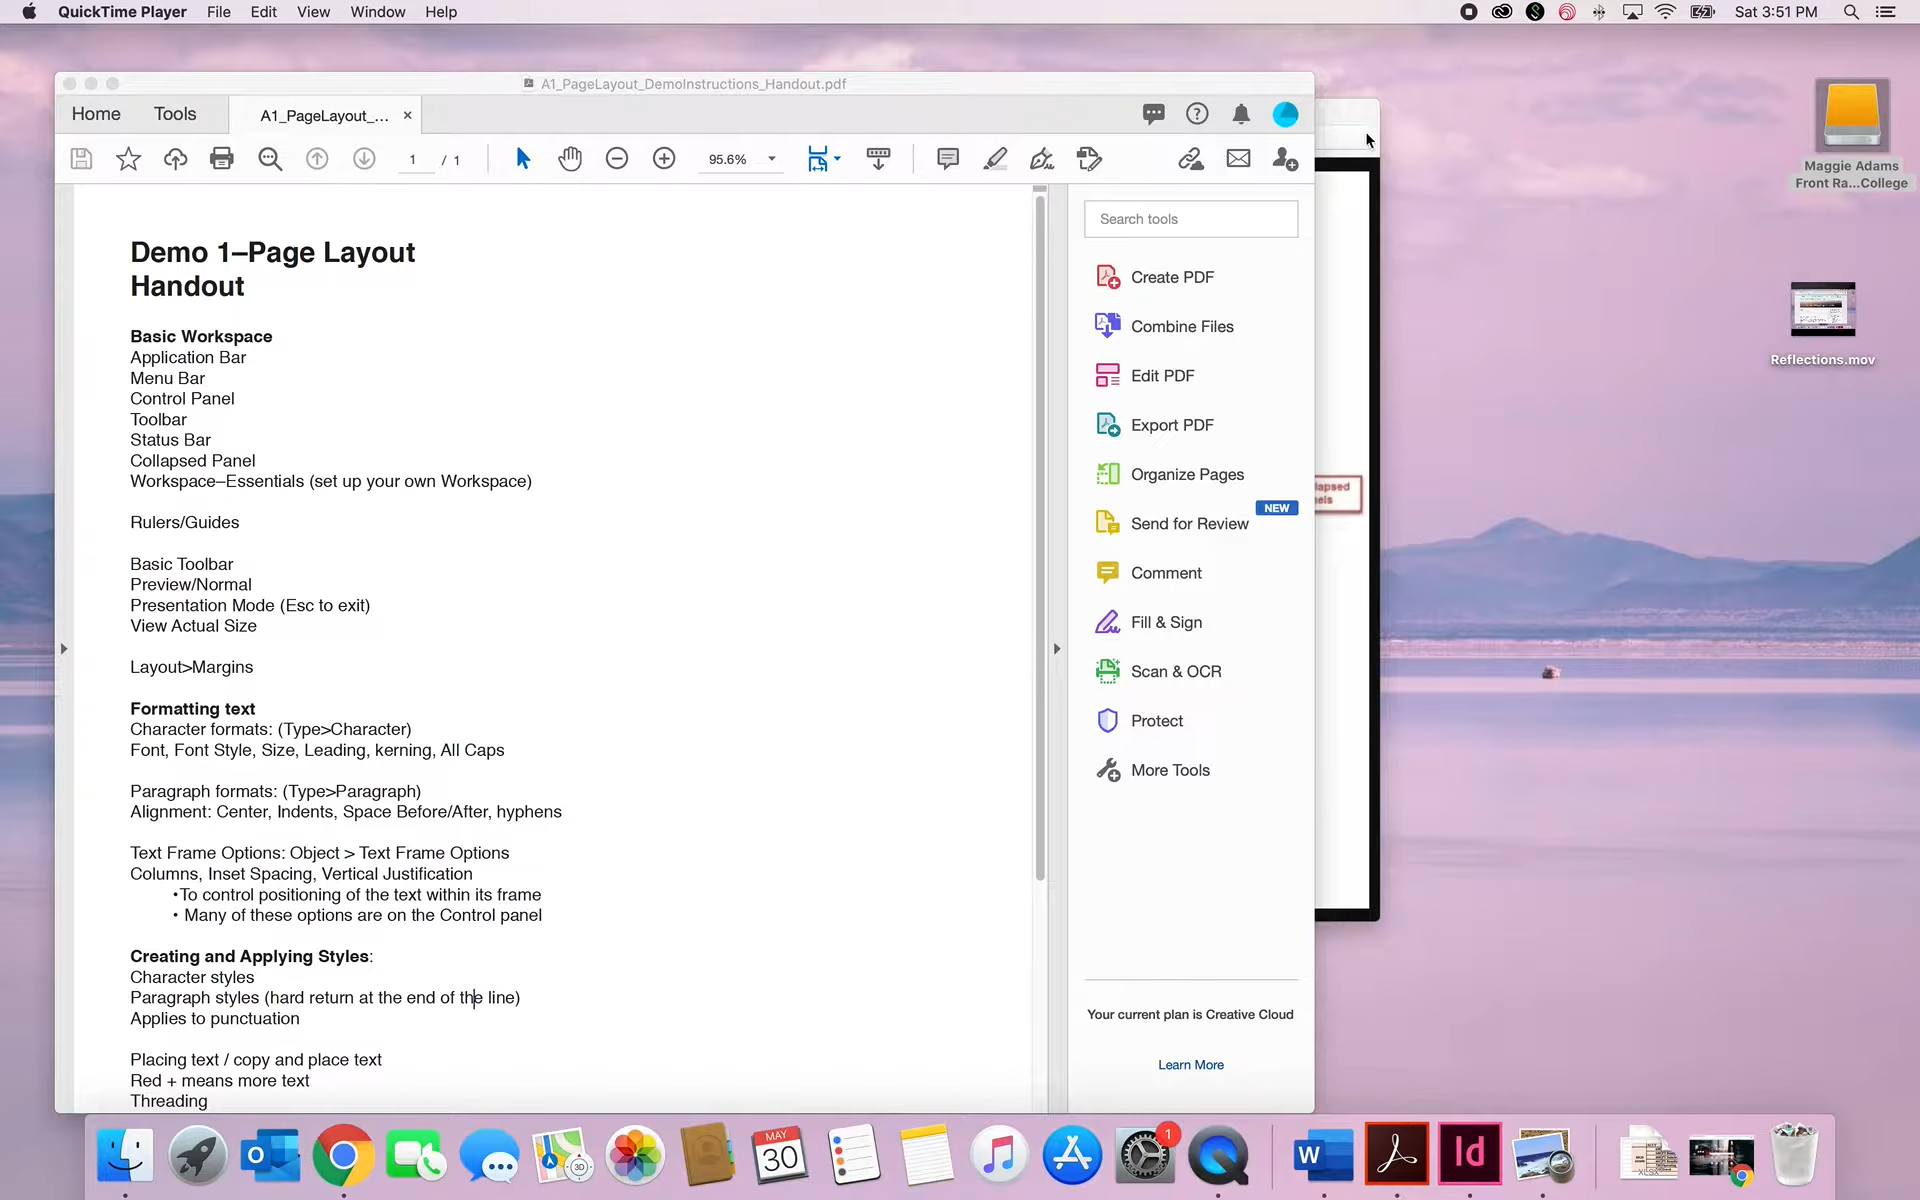 QuickTime Player File Edit View Window Help
Sat 3:51 PM
A1_PageLayout_DemoInstructions_Handout.pdf
Home Tools A1_PageLayout_... ×
1 / 1 95.6%
Maggie Adams
Front Ra...College
Reflections.mov
Demo 1–Page Layout
Handout
Basic Workspace
Application Bar
Menu Bar
Control Panel
Toolbar
Status Bar
Collapsed Panel
Workspace–Essentials (set up your own Workspace)
Rulers/Guides
Basic Toolbar
Preview/Normal
Presentation Mode (Esc to exit)
View Actual Size
Layout>Margins
Formatting text
Character formats: (Type>Character)
Font, Font Style, Size, Leading, kerning, All Caps
Paragraph formats: (Type>Paragraph)
Alignment: Center, Indents, Space Before/After, hyphens
Text Frame Options: Object > Text Frame Options
Columns, Inset Spacing, Vertical Justification
•To control positioning of the text within its frame
• Many of these options are on the Control panel
Creating and Applying Styles:
Character styles
Paragraph styles (hard return at the end of the line)
Applies to punctuation
Placing text / copy and place text
Red + means more text
Threading
Search tools
Create PDF
Combine Files
Edit PDF
Export PDF
Organize Pages
NEW
Send for Review
Comment
Fill & Sign
Scan & OCR
Protect
More Tools
Your current plan is Creative Cloud
Learn More
lapsed
nels
MAY
30
3D
1
W
Id
XLSX